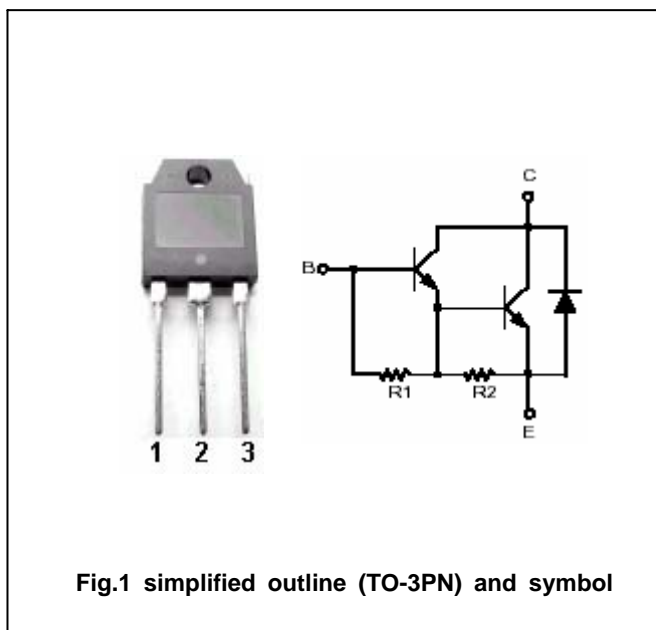 C
B
R1
R2
E
1 2 3
Fig.1 simplified outline (TO-3PN) and symbol